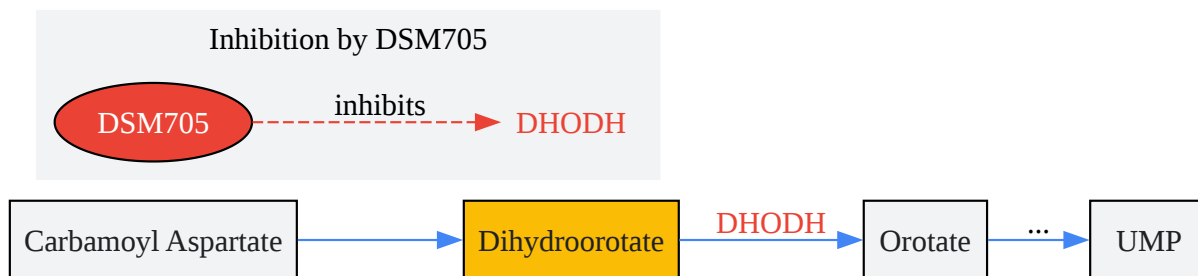 Inhibition by DSM705
DSM705
inhibits
DHODH
Carbamoyl Aspartate
Dihydroorotate
DHODH
Orotate
...
UMP